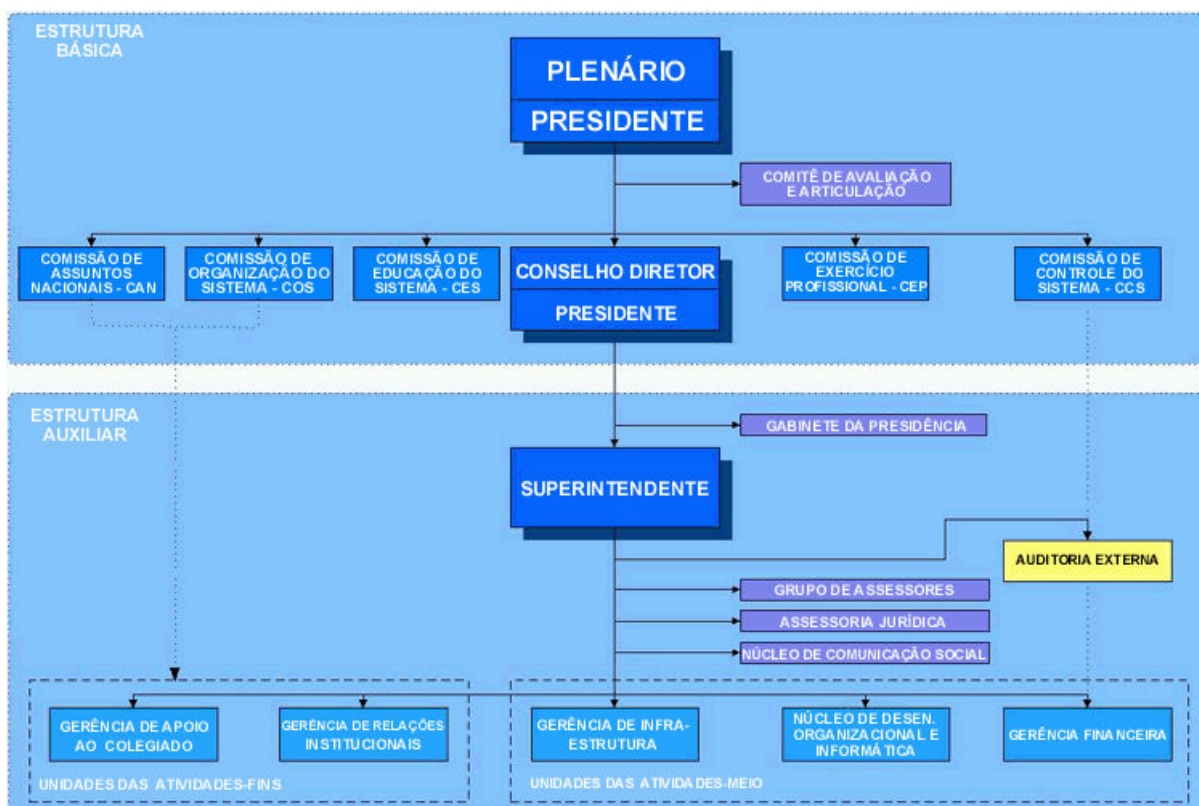 ESTRUTURA
BÁSICA
PLENÁRIO
PRESIDENTE
COMITÊ DE AVALIAÇÃO
E ARTICULAÇÃO
COMISSÃO DE
ASSUNTOS
NACIONAIS - CAN
COMISSÃO DE
ORGANIZAÇÃO DO
SISTEMA - COS
COMISSÃO DE
EDUCAÇÃO DO
SISTEMA - CES
CONSELHO DIRETOR
PRESIDENTE
COMISSÃO DE
EXERCÍCIO
PROFISSIONAL - CEP
COMISSÃO DE
CONTROLE DO
SISTEMA - CCS
ESTRUTURA
AUXILIAR
GABINETE DA PRESIDÊNCIA
SUPERINTENDENTE
AUDITORIA EXTERNA
GRUPO DE ASSESSORES
ASSESSORIA JURÍDICA
NÚCLEO DE COMUNICAÇÃO SOCIAL
GERÊNCIA DE APOIO
AO COLEGIADO
GERÊNCIA DE RELAÇÕES
INSTITUCIONAIS
GERÊNCIA DE INFRA-
ESTRUTURA
NÚCLEO DE DESEN.
ORGANIZACIONAL E
INFORMÁTICA
GERÊNCIA FINANCEIRA
UNIDADES DAS ATIVIDADES-FINS
UNIDADES DAS ATIVIDADES-MEIO